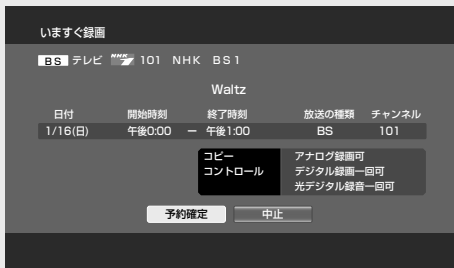 いますぐ録画
BS テレビ NHK 101 NHK BS1
Waltz
日付 開始時刻 終了時刻 放送の種類 チャンネル
1/16(日) 午後0:00 − 午後1:00 BS 101
コピー アナログ録画可
コントロール デジタル録画一回可
光デジタル録音一回可
予約確定 中止